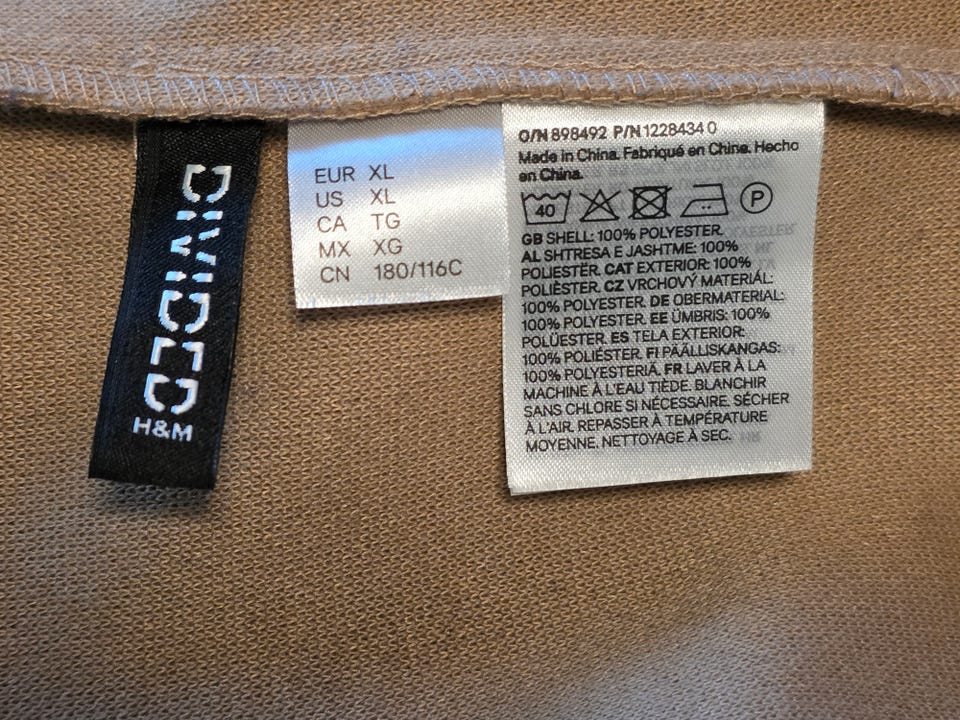 DIVIDED
H&M
EUR XL
US XL
CA TG
MX XG
CN 180/116C
O/N 898492 P/N 1228434 0
Made in China. Fabriqué en Chine. Hecho
en China.
40 P
GB SHELL: 100% POLYESTER.
AL SHTRESA E JASHTME: 100%
POLIESTËR. CAT EXTERIOR: 100%
POLIÈSTER. CZ VRCHOVÝ MATERIÁL:
100% POLYESTER. DE OBERMATERIAL:
100% POLYESTER. EE ÜMBRIS: 100%
POLÜESTER. ES TELA EXTERIOR:
100% POLIÉSTER. FI PÄÄLLISKANGAS:
100% POLYESTERIÄ. FR LAVER À LA
MACHINE À L'EAU TIÈDE. BLANCHIR
SANS CHLORE SI NÉCESSAIRE. SÉCHER
À L'AIR. REPASSER À TEMPÉRATURE
MOYENNE. NETTOYAGE À SEC.